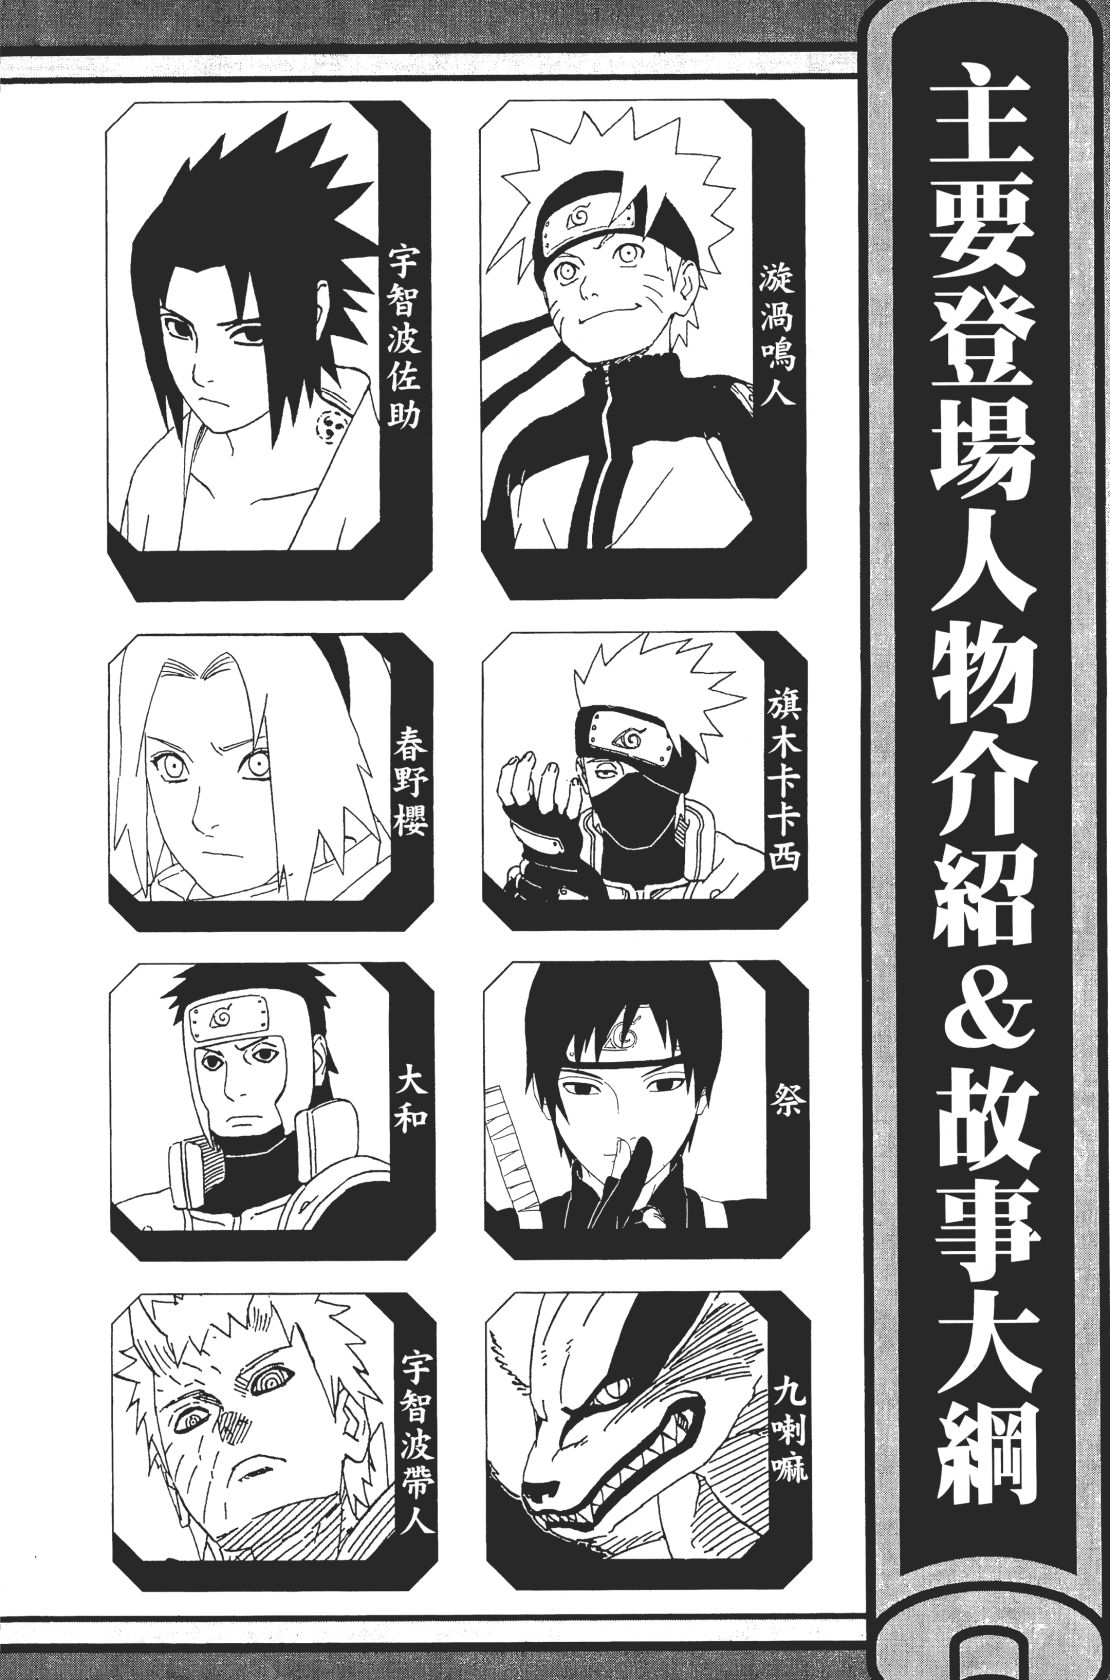 主要登場人物介紹&故事大綱
漩渦鳴人
宇智波佐助
旗木卡卡西
春野櫻
祭
大和
九喇嘛
宇智波帶人